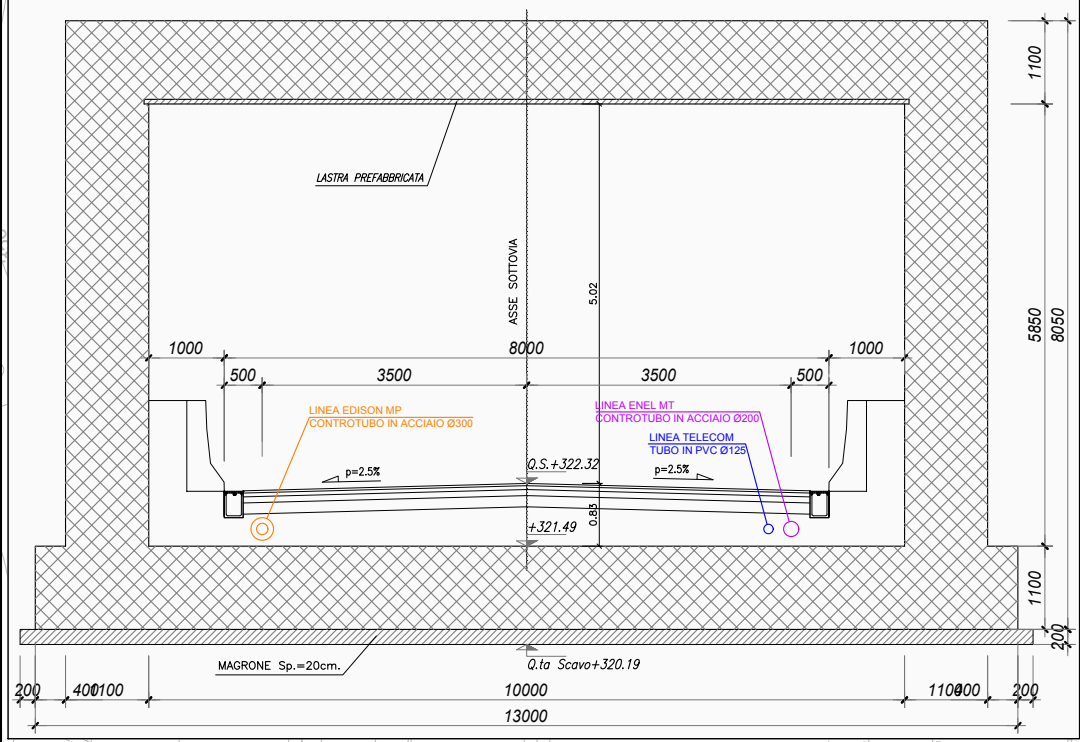 1100
LASTRA PREFABBRICATA
ASSE SOTTOVIA
5.02
5850
8050
1000
8000
1000
500
3500
3500
500
LINEA EDISON MP
CONTROTUBO IN ACCIAIO Ø300
LINEA ENEL MT
CONTROTUBO IN ACCIAIO Ø200
LINEA TELECOM
TUBO IN PVC Ø125
p=2.5%
Q.S.+322.32
p=2.5%
0.83
+321.49
1100
200
MAGRONE Sp.=20cm.
Q.ta Scavo+320.19
200
400
1100
10000
1100
400
200
13000